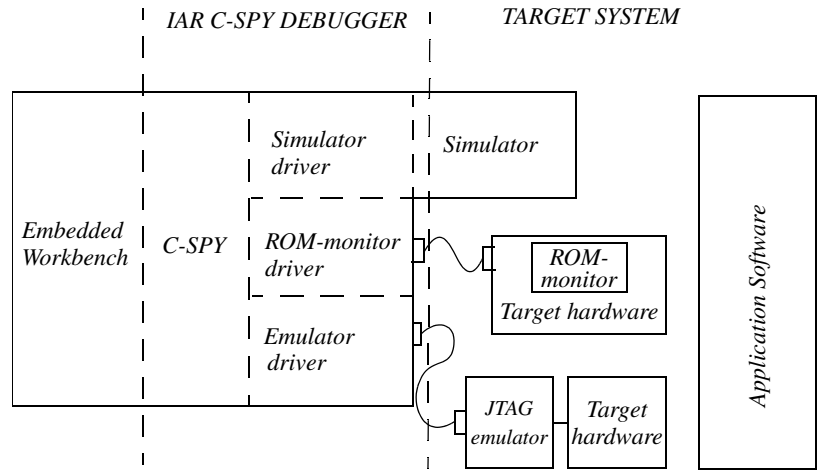 IAR C-SPY DEBUGGER
TARGET SYSTEM
Simulator
driver
Simulator
Embedded
Workbench
C-SPY
ROM-monitor
driver
ROM-
monitor
Target hardware
Emulator
driver
JTAG
emulator
Target
hardware
Application Software